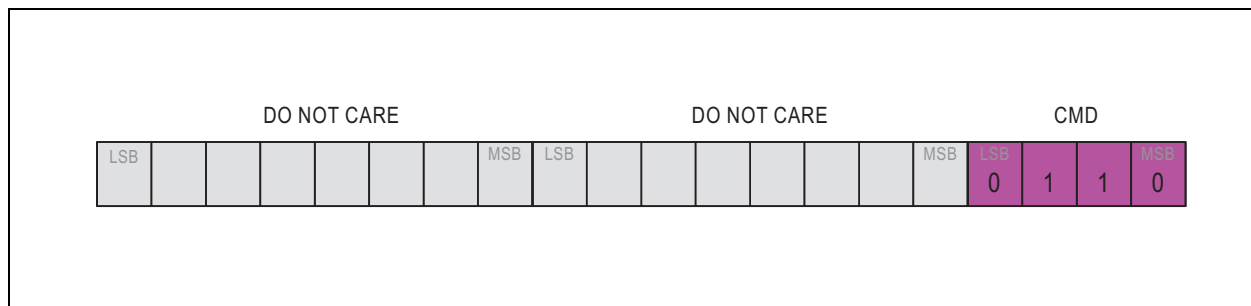 DO NOT CARE DO NOT CARE CMD
LSB MSB LSB MSB LSB MSB
0 1 1 0